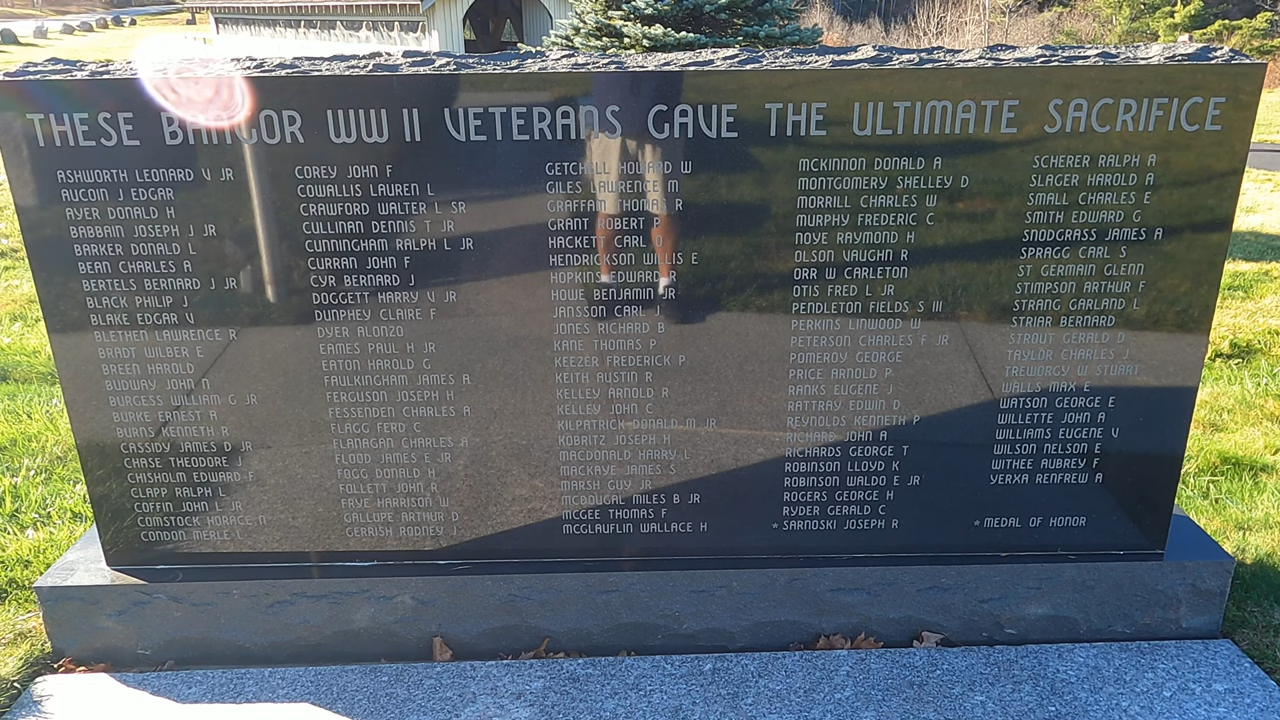 THESE BANGOR WW II VETERANS GAVE THE ULTIMATE SACRIFICE
ASHWORTH LEONARD V JR
AUCOIN J EDGAR
AYER DONALD H
BABBAIN JOSEPH J JR
BARKER DONALD L
BEAN CHARLES A
BERTELS BERNARD J JR
BLACK PHILIP J
BLAKE EDGAR V
BLETHEN LAWRENCE R
BRADT WILBER E
BREEN HAROLD
BUDWAY JOHN N
BURGESS WILLIAM G JR
BURKE ERNEST A
BURNS KENNETH R
CASSIDY JAMES D JR
CHASE THEODORE J
CHISHOLM EDWARD F
CLAPP RALPH L
COFFIN JOHN L JR
COMSTOCK HORACE N
CONDON MERLE L
COREY JOHN F
COWALLIS LAUREN L
CRAWFORD WALTER L SR
CULLINAN DENNIS T JR
CUNNINGHAM RALPH L JR
CURRAN JOHN F
CYR BERNARD J
DOGGETT HARRY V JR
DUNPHEY CLAIRE F
DYER ALONZO
EAMES PAUL H JR
EATON HAROLD G
FAULKINGHAM JAMES A
FERGUSON JOSEPH H
FESSENDEN CHARLES A
FLAGG FERD C
FLANAGAN CHARLES A
FLOOD JAMES E JR
FOGG DONALD H
FOLLETT JOHN R
FRYE HARRISON W
GALLUPE ARTHUR D
GERRISH RODNEY J
GETCHELL HOWARD W
GILES LAWRENCE M
GRAFFAM THOMAS R
GRANT ROBERT P
HACKETT CARL O
HENDRICKSON WILLIS E
HOPKINS EDWARD R
HOWE BENJAMIN JR
JANSSON CARL J
JONES RICHARD B
KANE THOMAS P
KEEZER FREDERICK P
KEITH AUSTIN R
KELLEY ARNOLD R
KELLEY JOHN C
KILPATRICK DONALD M JR
KOBRITZ JOSEPH H
MACDONALD HARRY L
MACKAYE JAMES S
MARSH GUY JR
MCDOUGAL MILES B JR
MCGEE THOMAS F
MCGLAUFLIN WALLACE H
MCKINNON DONALD A
MONTGOMERY SHELLEY D
MORRILL CHARLES W
MURPHY FREDERIC C
NOYE RAYMOND H
OLSON VAUGHN R
ORR W CARLETON
OTIS FRED L JR
PENDLETON FIELDS S III
PERKINS LINWOOD W
PETERSON CHARLES F JR
POMEROY GEORGE
PRICE ARNOLD P
RANKS EUGENE J
RATTRAY EDWIN D
REYNOLDS KENNETH P
RICHARD JOHN A
RICHARDS GEORGE T
ROBINSON LLOYD K
ROBINSON WALDO E JR
ROGERS GEORGE H
RYDER GERALD C
* SARNOSKI JOSEPH R
SCHERER RALPH A
SLAGER HAROLD A
SMALL CHARLES E
SMITH EDWARD G
SNODGRASS JAMES A
SPRAGG CARL S
ST GERMAIN GLENN
STIMPSON ARTHUR F
STRANG GARLAND L
STRIAR BERNARD
STROUT GERALD D
TAYLOR CHARLES J
TREWORGY W STUART
WALLS MAX E
WATSON GEORGE E
WILLETTE JOHN A
WILLIAMS EUGENE V
WILSON NELSON E
WITHEE AUBREY F
YERXA RENFREW A
* MEDAL OF HONOR